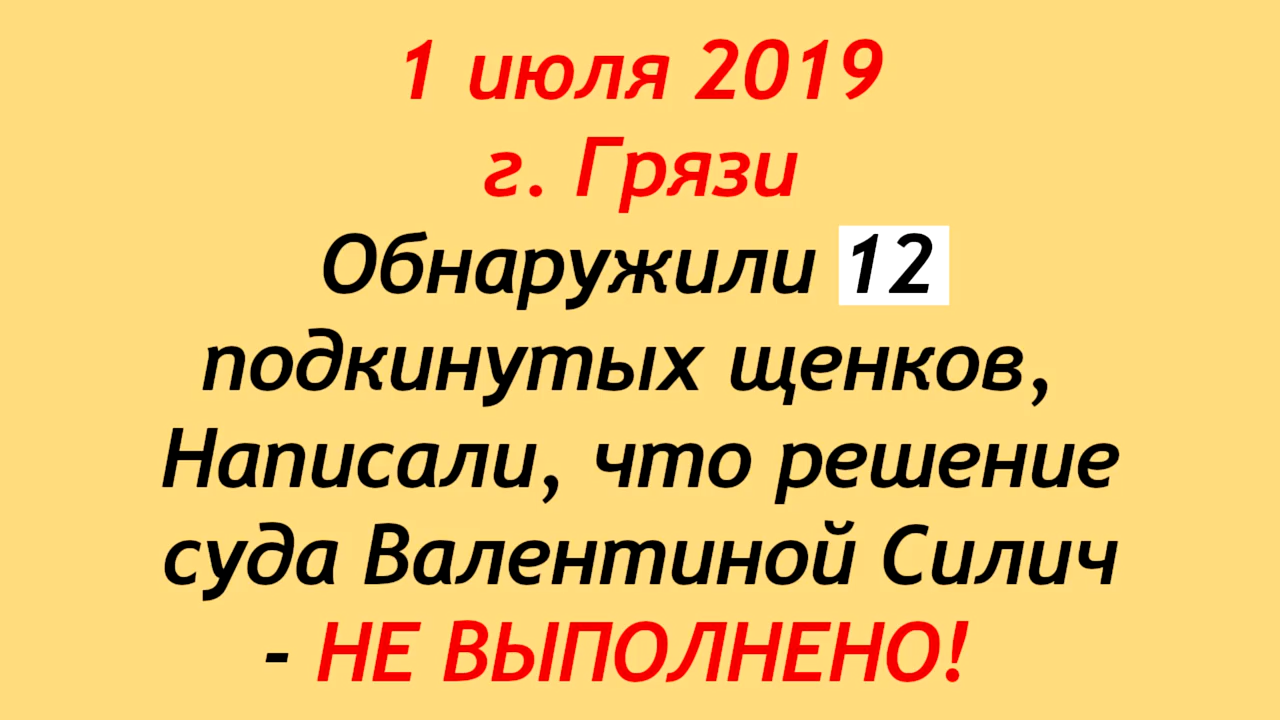 1 июля 2019
г. Грязи
Обнаружили 12
подкинутых щенков,
Написали, что решение
суда Валентиной Силич
- НЕ ВЫПОЛНЕНО!